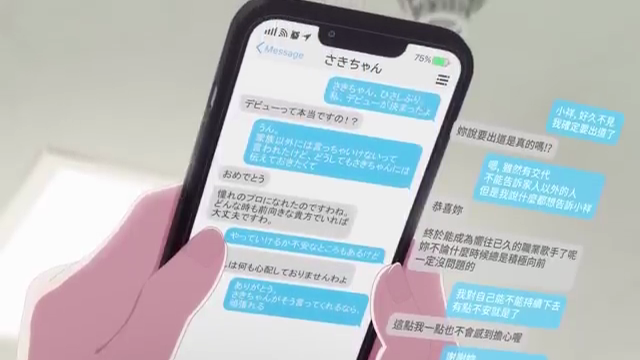 75%
Message
さきちゃん
さきちゃん、ひさしぶり
私、デビューが決まったよ
デビューって本当ですの！？
うん。
家族以外には言っちゃいけないって
言われたけど、どうしてもさきちゃんには
伝えておきたくて
おめでとう
憧れのプロになれたのですわね。
どんな時も前向きな貴方でいれば
大丈夫ですわ。
やっていけるか不安なところもあるけど
は何も心配しておりませんわよ
ありがとう。
さきちゃんがそう言ってくれるなら、
頑張れる
小祥, 好久不見
我確定要出道了
妳說要出道是真的嗎!?
嗯, 雖然有交代
不能告訴家人以外的人
但是我說什麼都想告訴小祥
恭喜妳
終於能成為嚮往已久的職業歌手了呢
妳不論什麼時候總是積極向前
一定沒問題的
我對自己能不能持續下去
有點不安就是了
這點我一點也不會感到擔心喔
謝謝妳